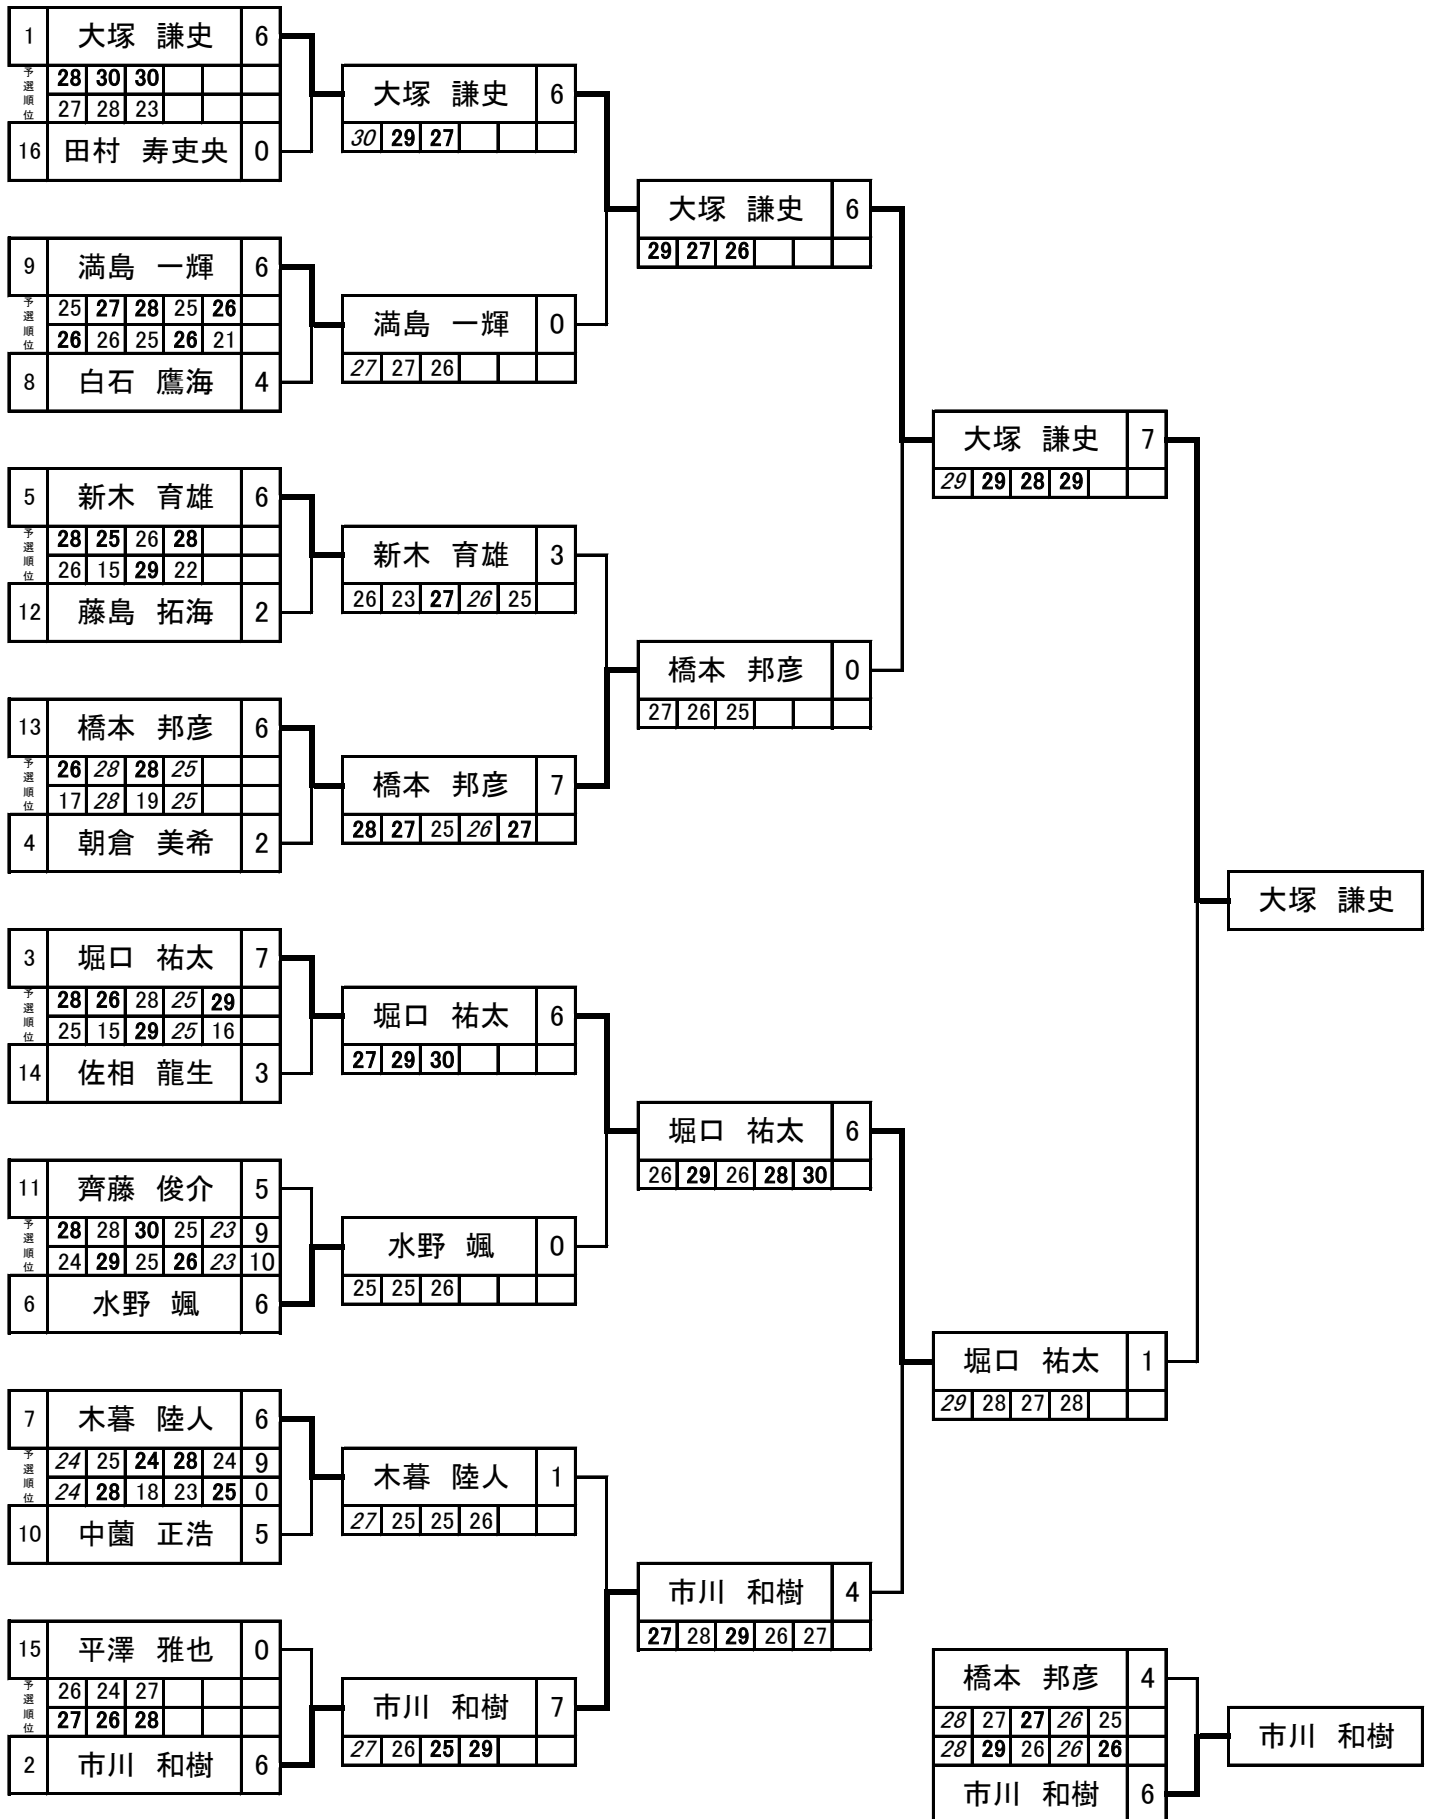 1 大塚 謙史 6
予選順位 28 30 30
27 28 23
16 田村 寿吏央 0
大塚 謙史 6
30 29 27
9 満島 一輝 6
予選順位 25 27 28 25 26
26 26 25 26 21
8 白石 鷹海 4
満島 一輝 0
27 27 26
大塚 謙史 6
29 27 26
5 新木 育雄 6
予選順位 28 25 26 28
26 15 29 22
12 藤島 拓海 2
新木 育雄 3
26 23 27 26 25
13 橋本 邦彦 6
予選順位 26 28 28 25
17 28 19 25
4 朝倉 美希 2
橋本 邦彦 7
28 27 25 26 27
橋本 邦彦 0
27 26 25
大塚 謙史 7
29 29 28 29
3 堀口 祐太 7
予選順位 28 26 28 25 29
25 15 29 25 16
14 佐相 龍生 3
堀口 祐太 6
27 29 30
11 齊藤 俊介 5
予選順位 28 28 30 25 23 9
24 29 25 26 23 10
6 水野 颯 6
水野 颯 0
25 25 26
堀口 祐太 6
26 29 26 28 30
7 木暮 陸人 6
予選順位 24 25 24 28 24 9
24 28 18 23 25 0
10 中薗 正浩 5
木暮 陸人 1
27 25 25 26
15 平澤 雅也 0
予選順位 26 24 27
27 26 28
2 市川 和樹 6
市川 和樹 7
27 26 25 29
市川 和樹 4
27 28 29 26 27
堀口 祐太 1
29 28 27 28
大塚 謙史
橋本 邦彦 4
28 27 27 26 25
28 29 26 26 26
市川 和樹 6
市川 和樹